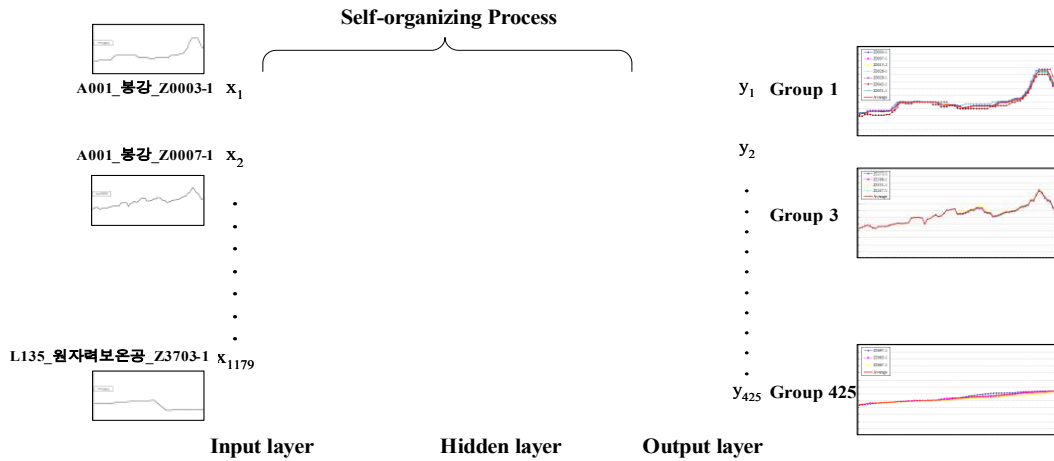 Self-organizing Process
A001_봉강_Z0003-1 x1
y1 Group 1
A001_봉강_Z0007-1 x2
y2
Group 3
L135_원자력보온공_Z3703-1 x1179
y425 Group 425
Input layer Hidden layer Output layer